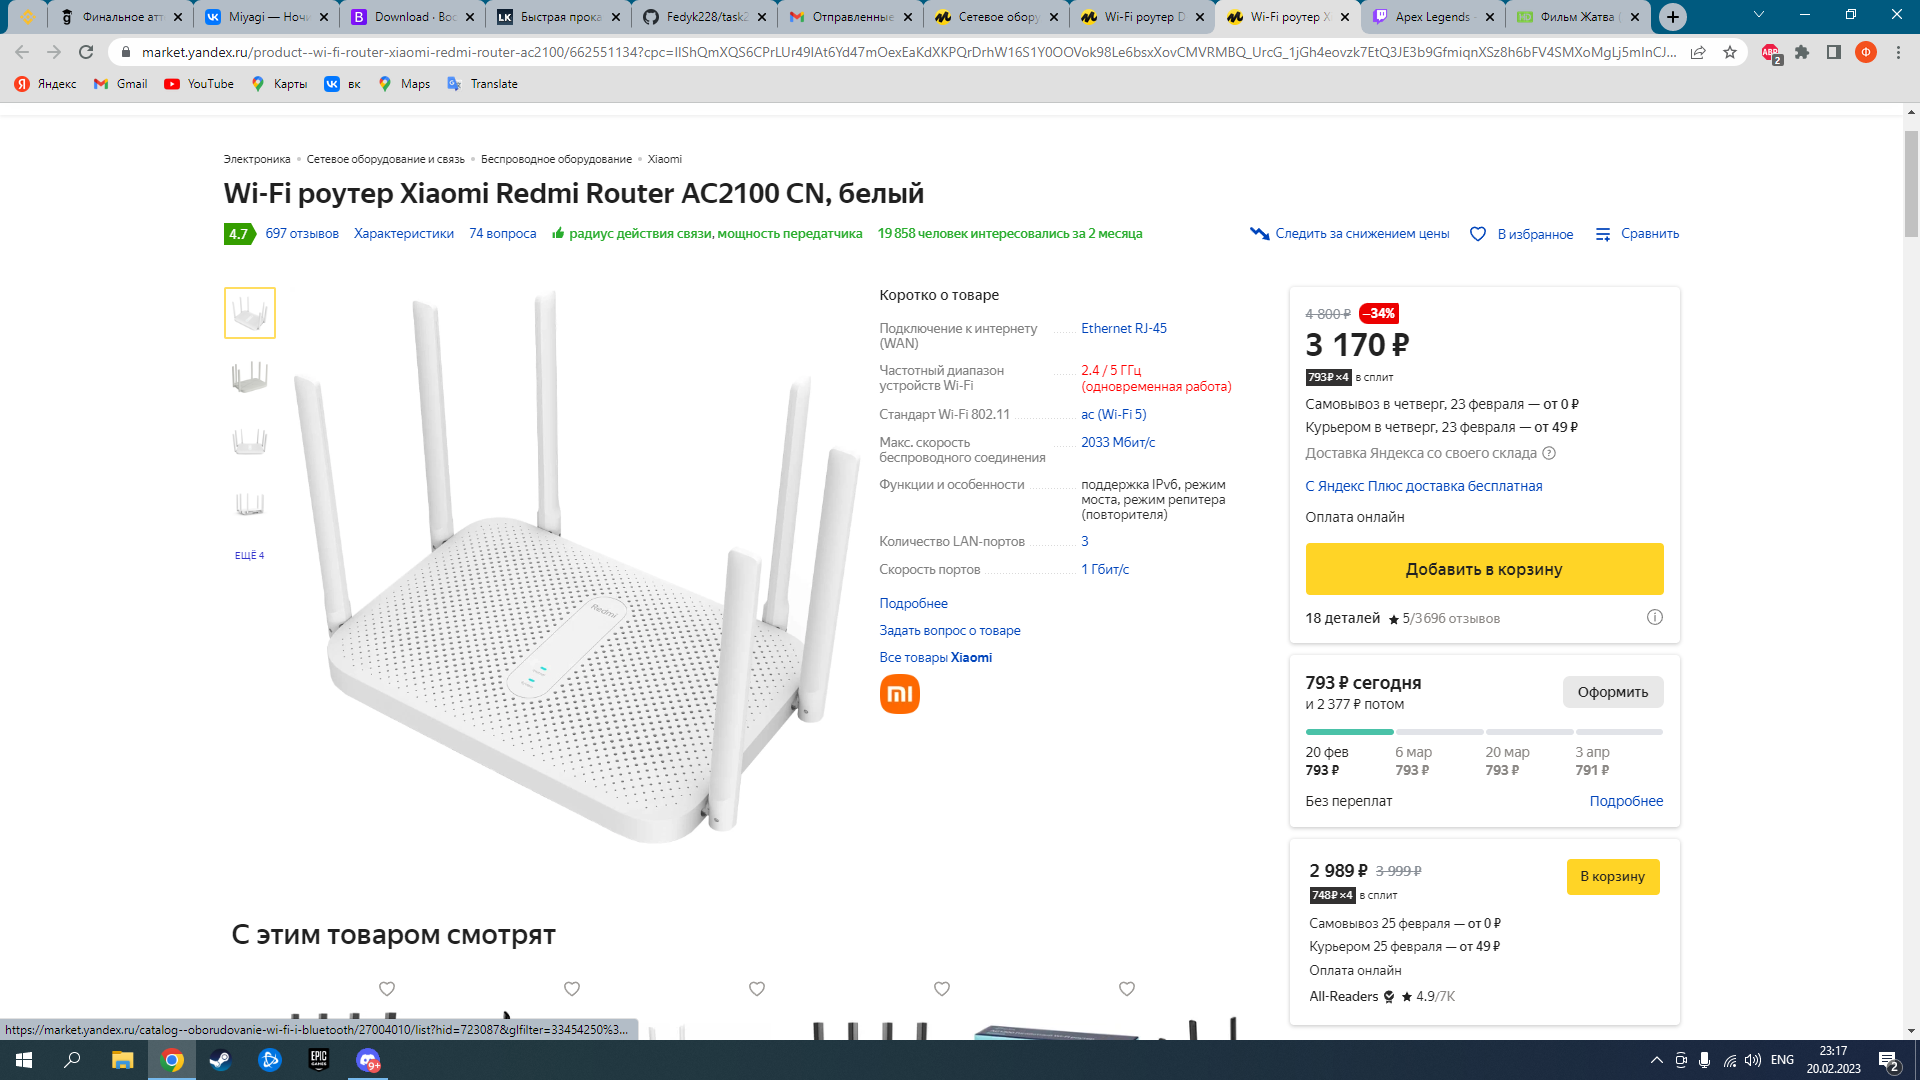 Финальное атт
Miyagi — Ночь
Download · Boo
LK Быстрая прока
Fedyk228/task2
Отправленные
Сетевое обору
Wi-Fi роутер D
Wi-Fi роутер X
Apex Legends -
HD Фильм Жатва (
market.yandex.ru/product--wi-fi-router-xiaomi-redmi-router-ac2100/662551134?cpc=
ABP 2
Ф
Яндекс Gmail YouTube Карты вк Maps Translate
Электроника Сетевое оборудование и связь Беспроводное оборудование Xiaomi
Wi-Fi роутер Xiaomi Redmi Router AC2100 CN, белый
4.7 697 отзывов Характеристики 74 вопроса радиус действия связи, мощность передатчика 19 858 человек интересовались за 2 месяца Следить за снижением цены В избранное Сравнить
Redmi
ЕЩЁ 4
Коротко о товаре
Подключение к интернету (WAN) Ethernet RJ-45
Частотный диапазон устройств Wi-Fi 2.4 / 5 ГГц (одновременная работа)
Стандарт Wi-Fi 802.11 ac (Wi-Fi 5)
Макс. скорость беспроводного соединения 2033 Мбит/с
Функции и особенности поддержка IPv6, режим моста, режим репитера (повторителя)
Количество LAN-портов 3
Скорость портов 1 Гбит/с
Подробнее
Задать вопрос о товаре
Все товары Xiaomi
mi
4 800 ₽ –34%
3 170 ₽
793₽×4 в сплит
Самовывоз в четверг, 23 февраля — от 0 ₽
Курьером в четверг, 23 февраля — от 49 ₽
Доставка Яндекса со своего склада ?
С Яндекс Плюс доставка бесплатная
Оплата онлайн
Добавить в корзину
18 деталей ★ 5/3696 отзывов
793 ₽ сегодня
и 2 377 ₽ потом
Оформить
20 фев 6 мар 20 мар 3 апр
793 ₽ 793 ₽ 793 ₽ 791 ₽
Без переплат Подробнее
2 989 ₽ 3 999 ₽
В корзину
748₽×4 в сплит
Самовывоз 25 февраля — от 0 ₽
Курьером 25 февраля — от 49 ₽
Оплата онлайн
All-Readers ★ 4.9/7K
С этим товаром смотрят
https://market.yandex.ru/catalog--oborudovanie-wi-fi-i-bluetooth/27004010/list?hid=723087&glfilter=33454250%3...
EPIC GAMES
9+
ENG
23:17
20.02.2023
2